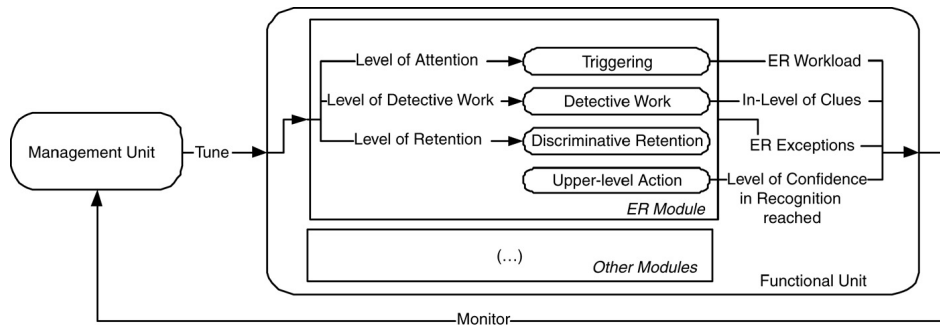 Level of Attention
Triggering
ER Workload
Level of Detective Work
Detective Work
In-Level of Clues
Management Unit
Tune
Level of Retention
Discriminative Retention
ER Exceptions
Upper-level Action
Level of Confidence
in Recognition
reached
ER Module
(...)
Other Modules
Functional Unit
Monitor